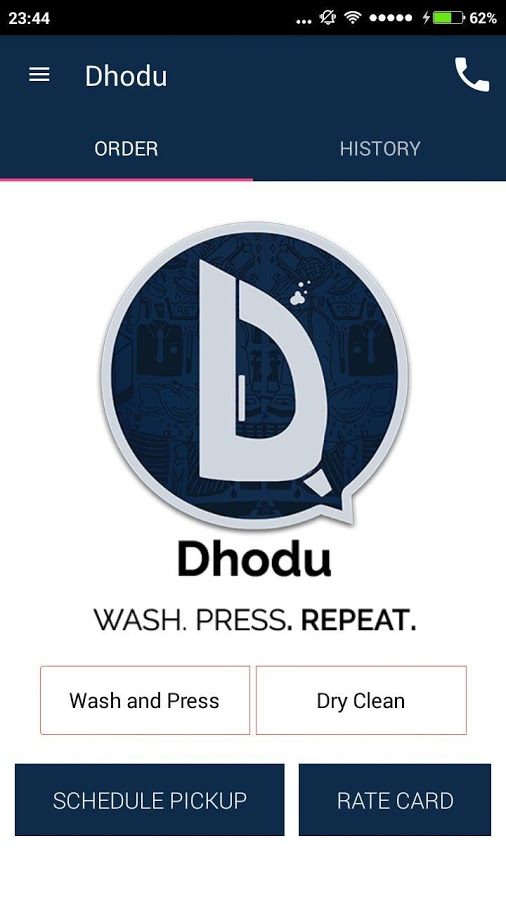 23:44 ... 62%
Dhodu
ORDER HISTORY
D
Dhodu
WASH. PRESS. REPEAT.
Wash and Press Dry Clean
SCHEDULE PICKUP RATE CARD